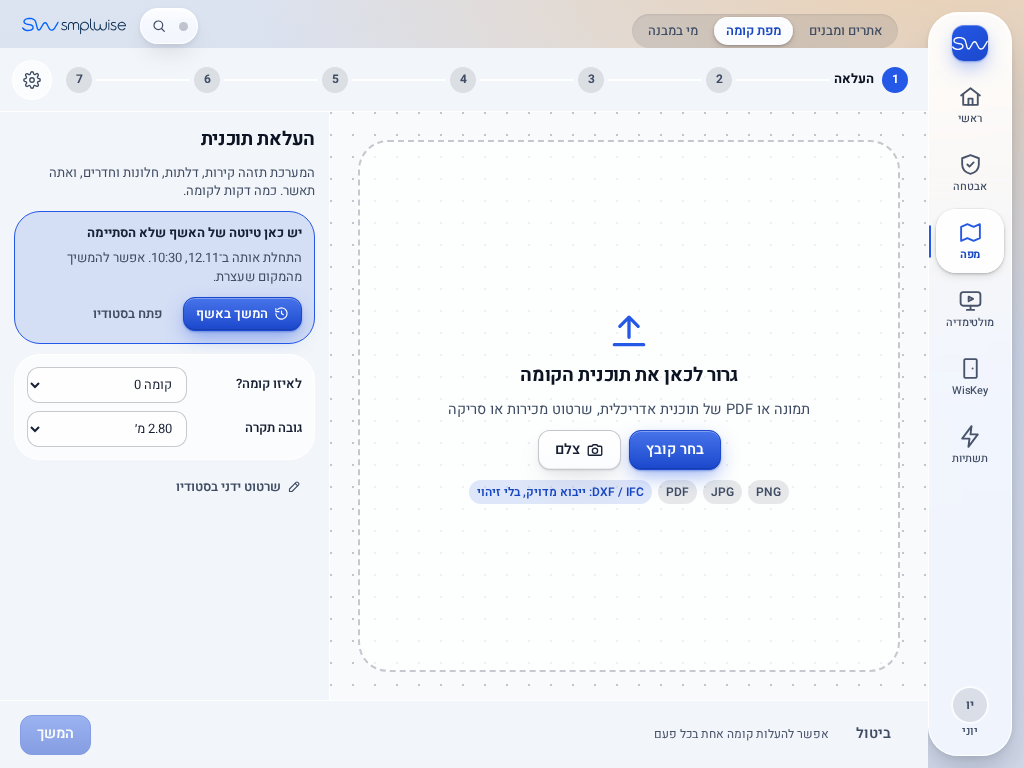 SW
ראשי
אבטחה
מפה
מולטימדיה
WisKey
תשתיות
יו
יוני
אתרים ומבנים
מפת קומה
מי במבנה
SW smplwise
1 העלאה
2
3
4
5
6
7
גרור לכאן את תוכנית הקומה
תמונה או PDF של תוכנית אדריכלית, שרטוט מכירות או סריקה
בחר קובץ
צלם
PNG
JPG
PDF
DXF / IFC: ייבוא מדויק, בלי זיהוי
העלאת תוכנית
המערכת תזהה קירות, דלתות, חלונות וחדרים, ואתה
תאשר. כמה דקות לקומה.
יש כאן טיוטה של האשף שלא הסתיימה
התחלת אותה ב־12.11, 10:30. אפשר להמשיך
מהמקום שעצרת.
המשך באשף
פתח בסטודיו
לאיזו קומה?
קומה 0
גובה תקרה
2.80 מ'
שרטוט ידני בסטודיו
ביטול
אפשר להעלות קומה אחת בכל פעם
המשך